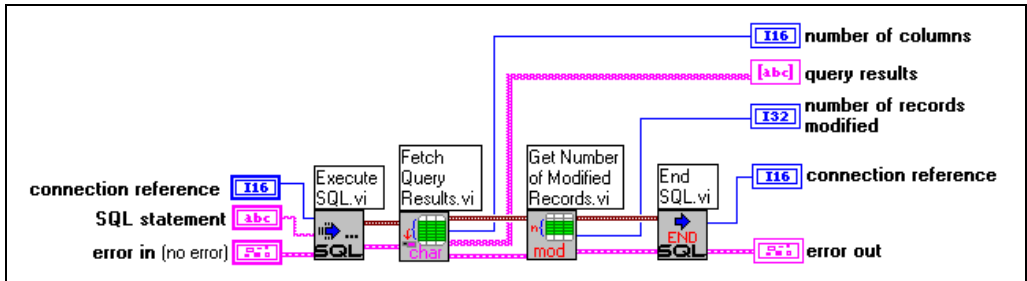 I16 number of columns
[abc] query results
I32 number of records
modified
Fetch
Query
Results.vi
Get Number
of Modified
Records.vi
Execute
SQL.vi
End
SQL.vi
connection reference I16
I16 connection reference
SQL statement abc
error in (no error)
... SQL
char
n mod
END
SQL
error out